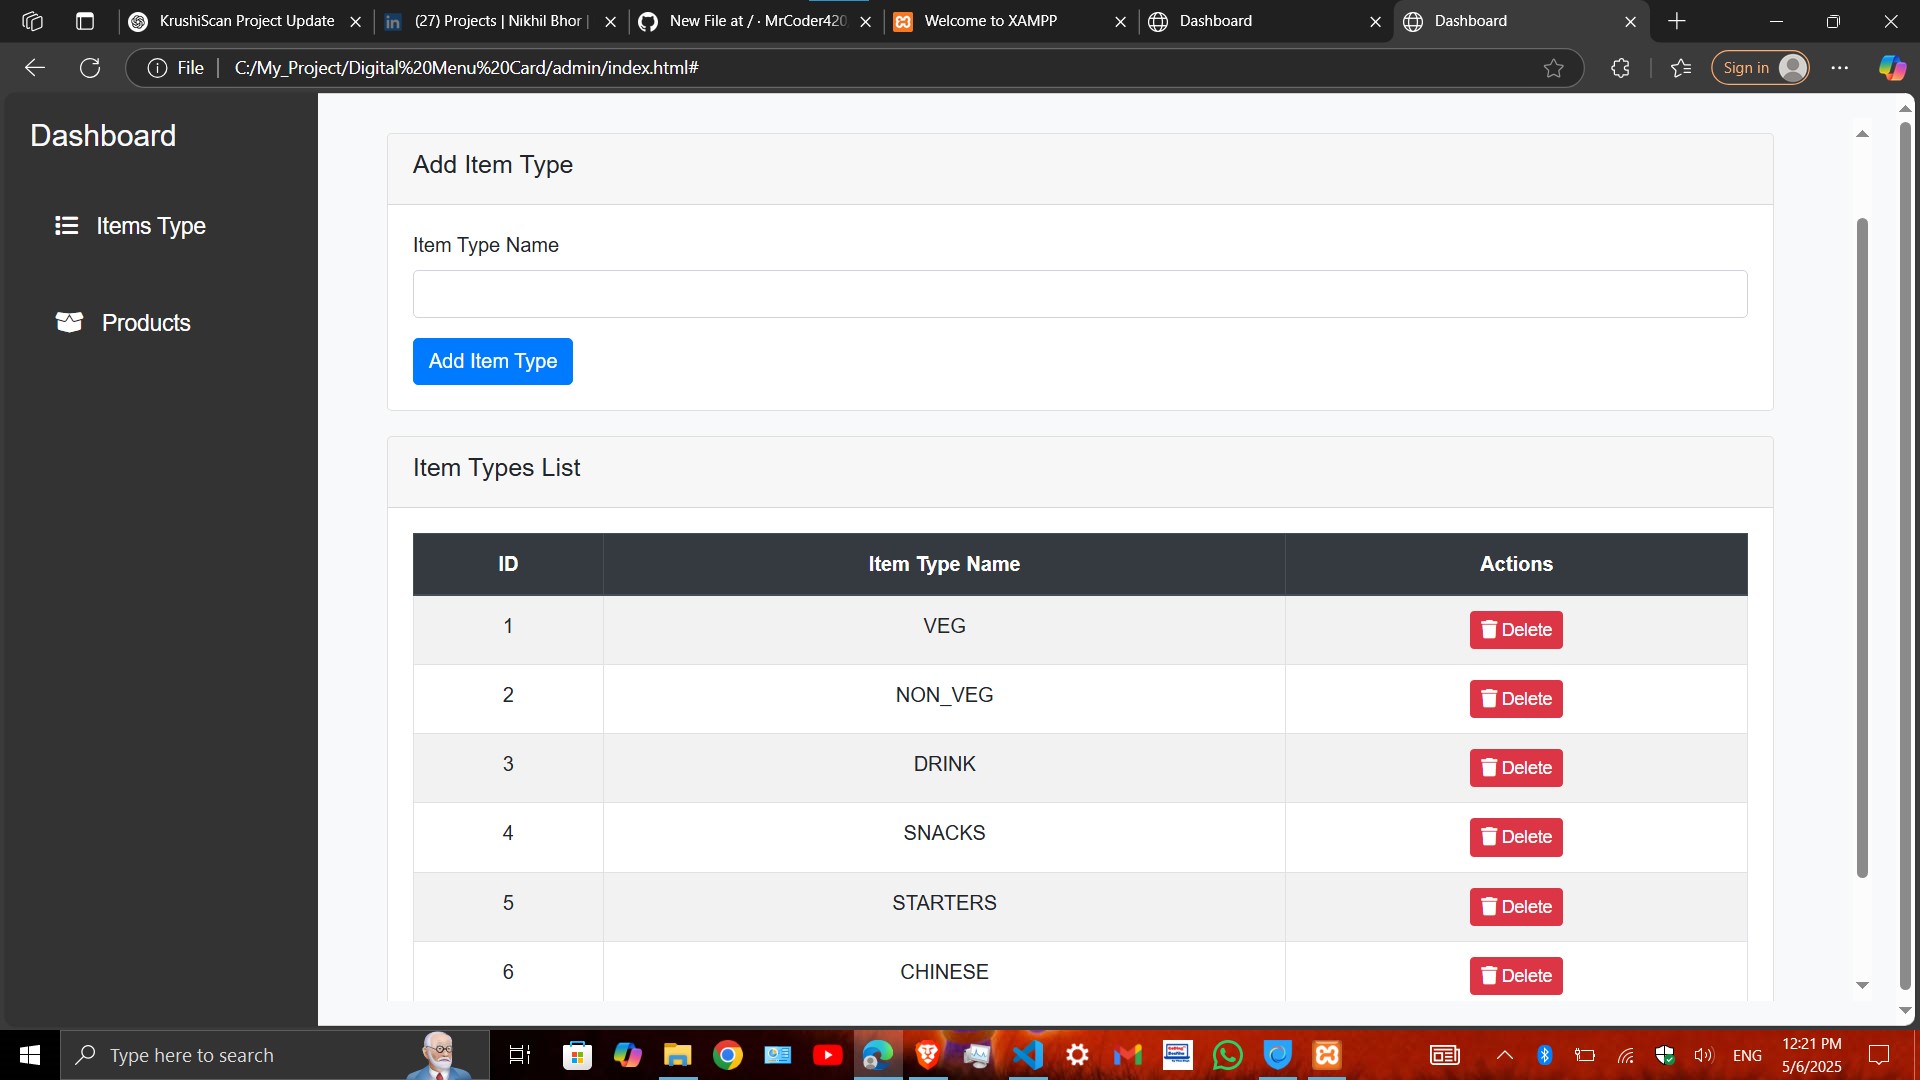 KrushiScan Project Update
(27) Projects | Nikhil Bhor |
New File at / · MrCoder420
Welcome to XAMPP
Dashboard
Dashboard
File
C:/My_Project/Digital%20Menu%20Card/admin/index.html#
Sign in
Dashboard
Items Type
Products
Add Item Type
Item Type Name
Add Item Type
Item Types List
ID Item Type Name Actions
1 VEG Delete
2 NON_VEG Delete
3 DRINK Delete
4 SNACKS Delete
5 STARTERS Delete
6 CHINESE Delete
Type here to search
ENG
12:21 PM
5/6/2025